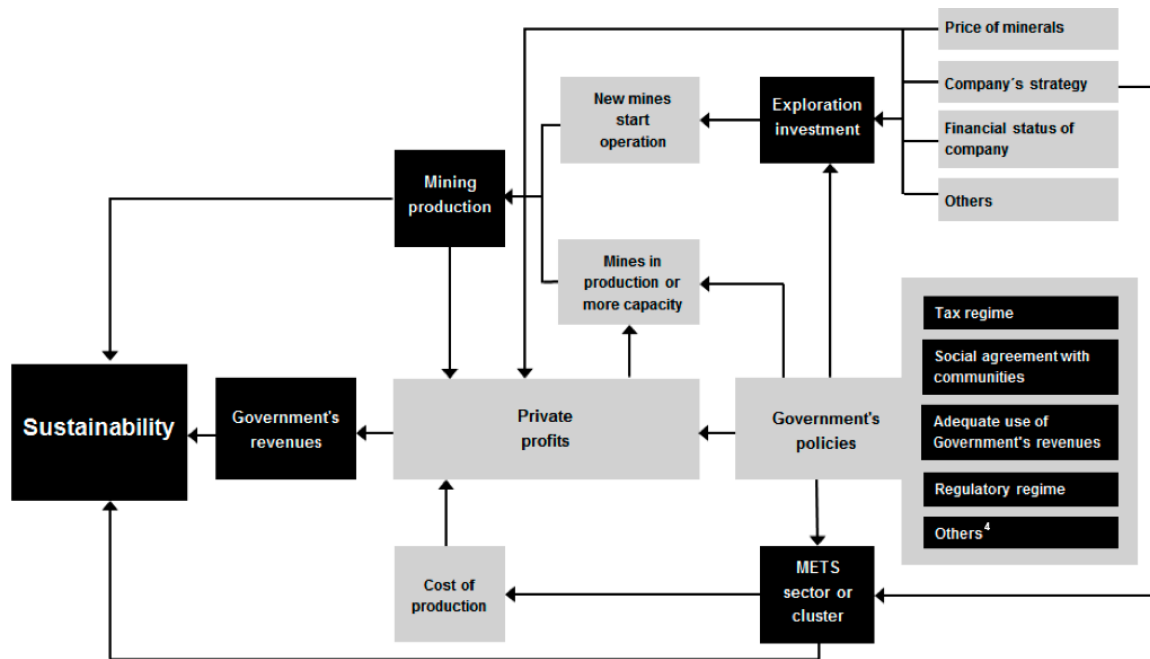 Price of minerals
Company´s strategy
Financial status of
company
Others
New mines
start
operation
Exploration
investment
Mining
production
Mines in
production or
more capacity
Tax regime
Social agreement with
communities
Adequate use of
Government's revenues
Regulatory regime
Others4
Sustainability
Government's
revenues
Private
profits
Government's
policies
Cost of
production
METS
sector or
cluster